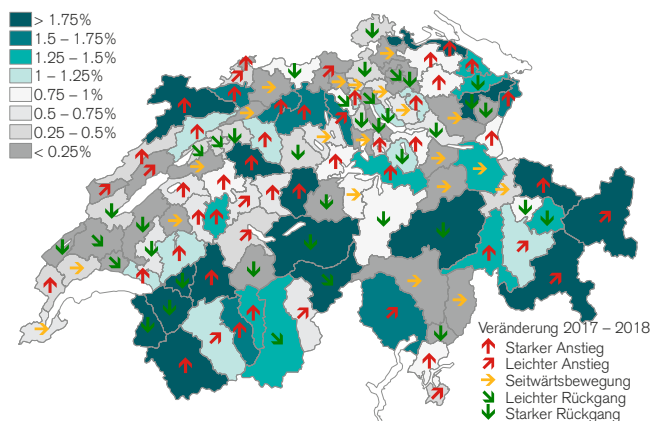 > 1.75%
1.5 – 1.75%
1.25 – 1.5%
1 – 1.25%
0.75 – 1%
0.5 – 0.75%
0.25 – 0.5%
< 0.25%
Veränderung 2017 – 2018
Starker Anstieg
Leichter Anstieg
Seitwärtsbewegung
Leichter Rückgang
Starker Rückgang